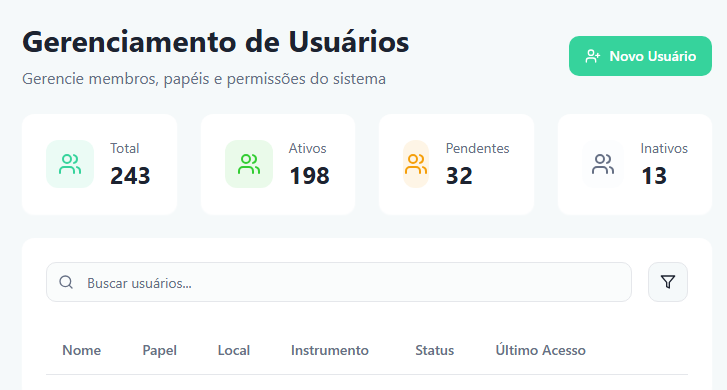 Gerenciamento de Usuários
Gerencie membros, papéis e permissões do sistema
Novo Usuário
Total
243
Ativos
198
Pendentes
32
Inativos
13
Buscar usuários...
Nome Papel Local Instrumento Status Último Acesso